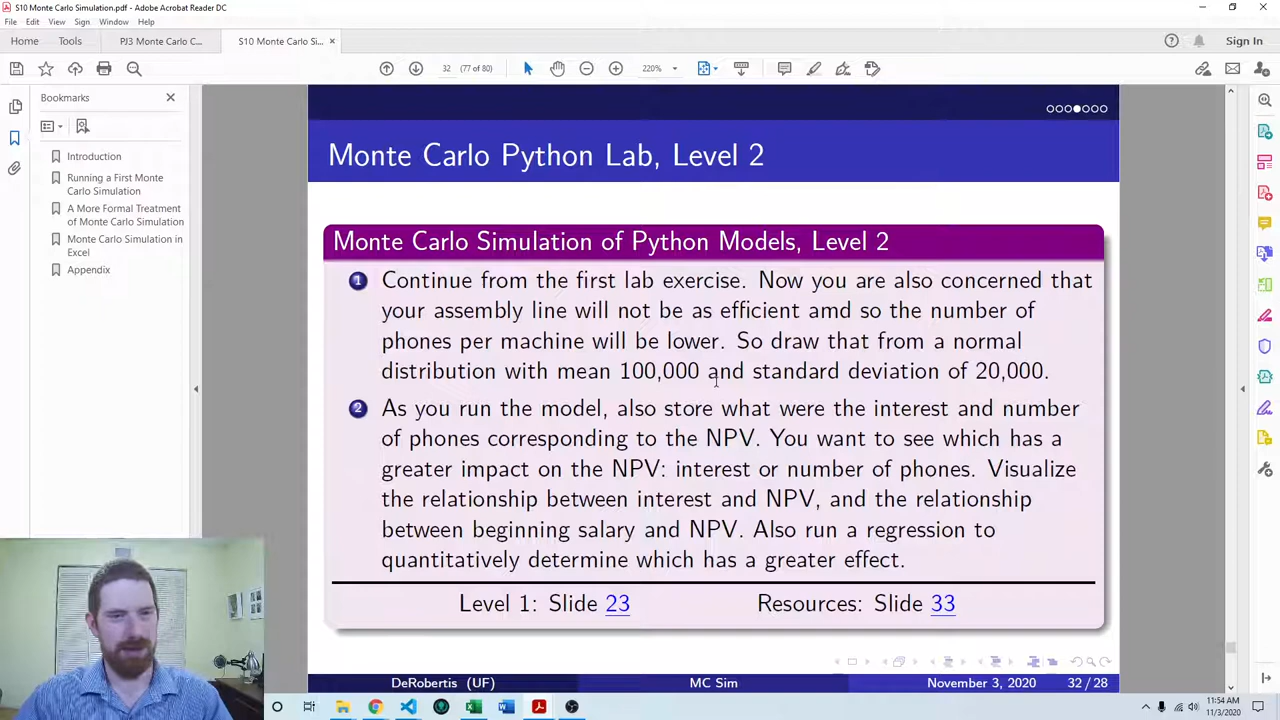 S10 Monte Carlo Simulation.pdf - Adobe Acrobat Reader DC
File Edit View Sign Window Help
Home Tools PJ3 Monte Carlo C... S10 Monte Carlo Si... × Sign In
32 (77 of 80) 220%
Bookmarks
Introduction
Running a First Monte
Carlo Simulation
A More Formal Treatment
of Monte Carlo Simulation
Monte Carlo Simulation in
Excel
Appendix
Monte Carlo Python Lab, Level 2
Monte Carlo Simulation of Python Models, Level 2
1 Continue from the first lab exercise. Now you are also concerned that
your assembly line will not be as efficient amd so the number of
phones per machine will be lower. So draw that from a normal
distribution with mean 100,000 and standard deviation of 20,000.
2 As you run the model, also store what were the interest and number
of phones corresponding to the NPV. You want to see which has a
greater impact on the NPV: interest or number of phones. Visualize
the relationship between interest and NPV, and the relationship
between beginning salary and NPV. Also run a regression to
quantitatively determine which has a greater effect.
Level 1: Slide 23 Resources: Slide 33
DeRobertis (UF) MC Sim November 3, 2020 32 / 28
11:54 AM
11/3/2020